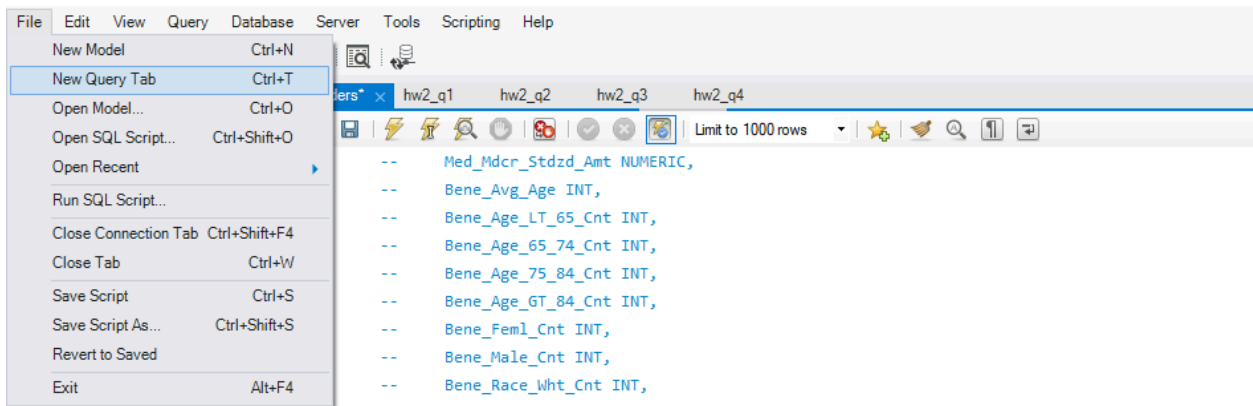 File Edit View Query Database Server Tools Scripting Help
New Model Ctrl+N
New Query Tab Ctrl+T
Open Model... Ctrl+O
Open SQL Script... Ctrl+Shift+O
Open Recent
Run SQL Script...
Close Connection Tab Ctrl+Shift+F4
Close Tab Ctrl+W
Save Script Ctrl+S
Save Script As... Ctrl+Shift+S
Revert to Saved
Exit Alt+F4
ders* × hw2_q1 hw2_q2 hw2_q3 hw2_q4
Limit to 1000 rows
-- Med_Mdcr_Stdzd_Amt NUMERIC,
-- Bene_Avg_Age INT,
-- Bene_Age_LT_65_Cnt INT,
-- Bene_Age_65_74_Cnt INT,
-- Bene_Age_75_84_Cnt INT,
-- Bene_Age_GT_84_Cnt INT,
-- Bene_Feml_Cnt INT,
-- Bene_Male_Cnt INT,
-- Bene_Race_Wht_Cnt INT,